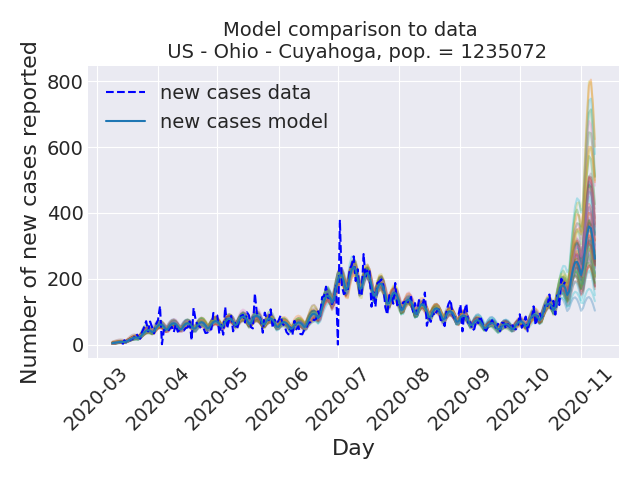 Model comparison to data
US - Ohio - Cuyahoga, pop. = 1235072
Number of new cases reported
800
600
400
200
0
new cases data
new cases model
2020-03
2020-04
2020-05
2020-06
2020-07
2020-08
2020-09
2020-10
2020-11
Day